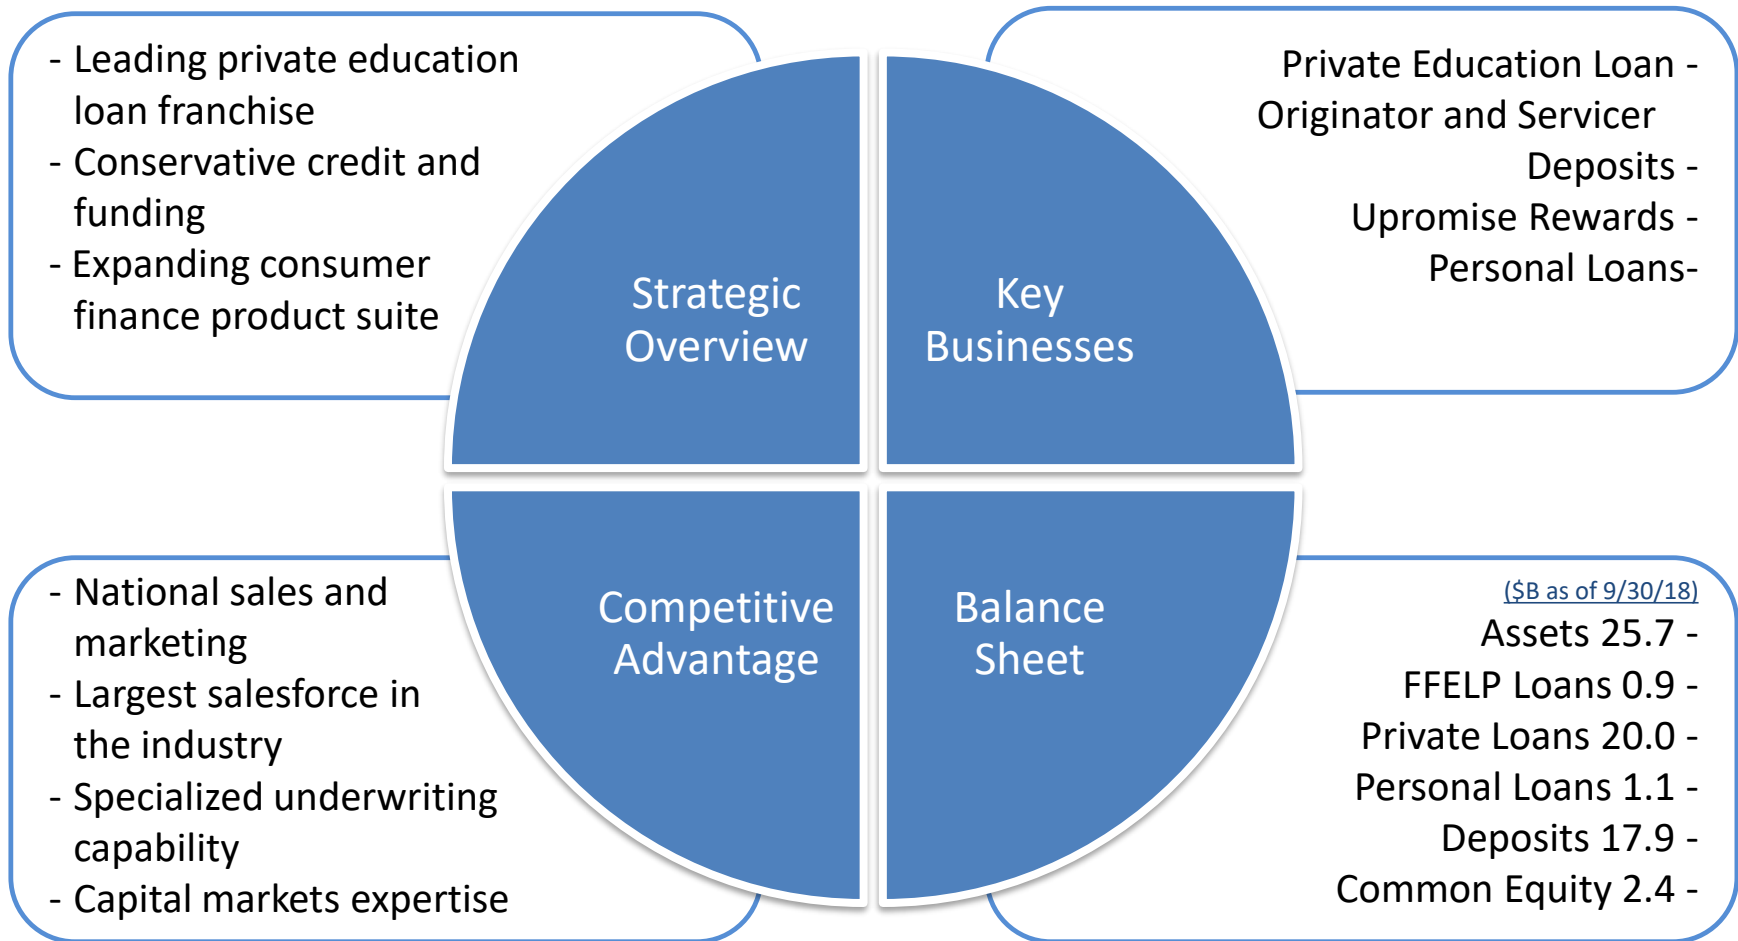 - Leading private education
loan franchise
- Conservative credit and
funding
- Expanding consumer
finance product suite
Strategic
Overview
Private Education Loan -
Originator and Servicer
Deposits -
Upromise Rewards -
Personal Loans-
Key
Businesses
- National sales and
marketing
- Largest salesforce in
the industry
- Specialized underwriting
capability
- Capital markets expertise
Competitive
Advantage
Balance
Sheet
($B as of 9/30/18)
Assets 25.7 -
FFELP Loans 0.9 -
Private Loans 20.0 -
Personal Loans 1.1 -
Deposits 17.9 -
Common Equity 2.4 -